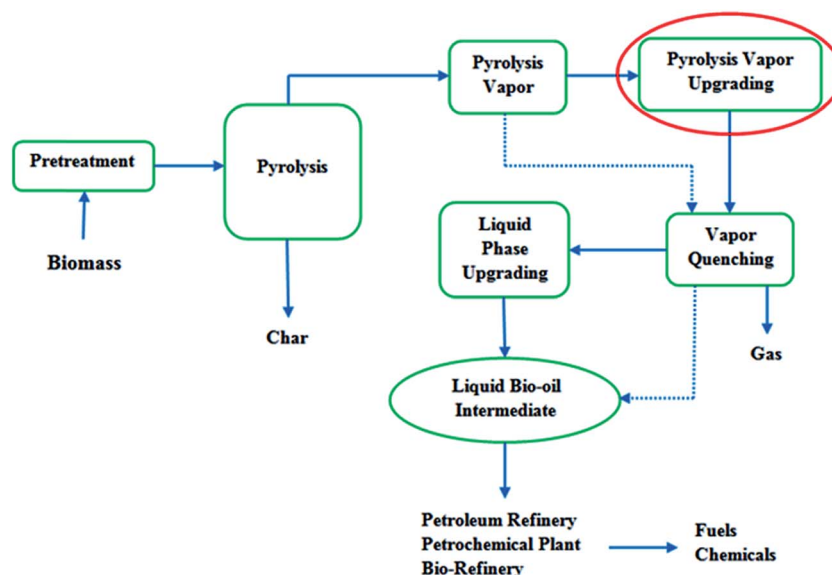 Pyrolysis
Vapor
Pyrolysis Vapor
Upgrading
Pretreatment
Pyrolysis
Biomass
Liquid
Phase
Upgrading
Vapor
Quenching
Char
Gas
Liquid Bio-oil
Intermediate
Petroleum Refinery
Petrochemical Plant
Bio-Refinery
Fuels
Chemicals